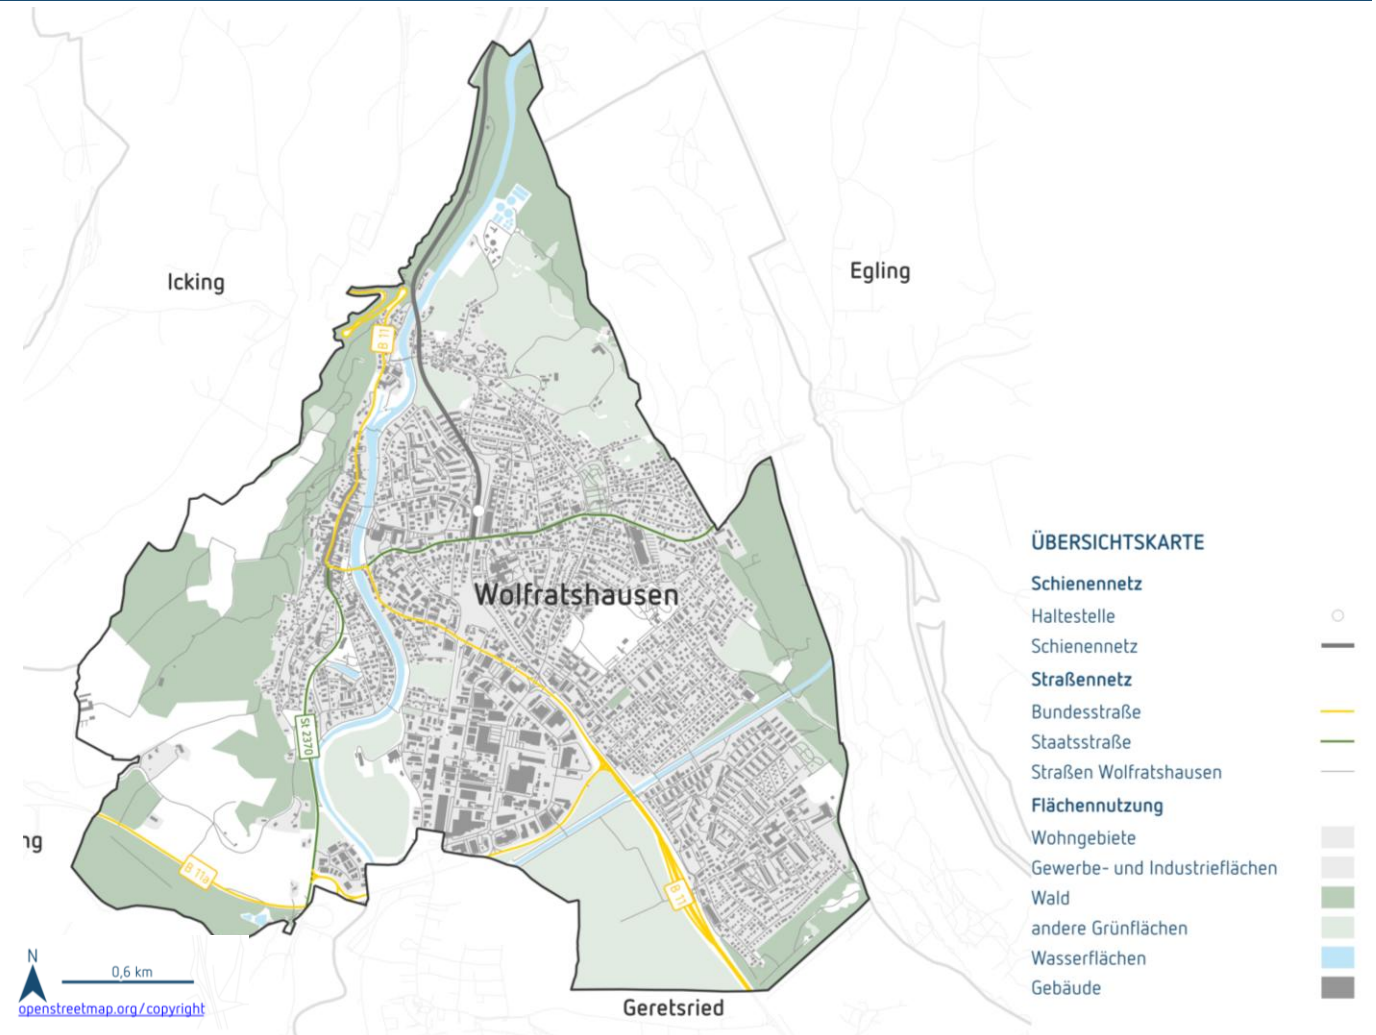 Icking
Egling
B 11
Wolfratshausen
St 2370
B 11a
B 11
ng
Geretsried
N
0,6 km
openstreetmap.org/copyright
ÜBERSICHTSKARTE
Schienennetz
Haltestelle
Schienennetz
Straßennetz
Bundesstraße
Staatsstraße
Straßen Wolfratshausen
Flächennutzung
Wohngebiete
Gewerbe- und Industrieflächen
Wald
andere Grünflächen
Wasserflächen
Gebäude